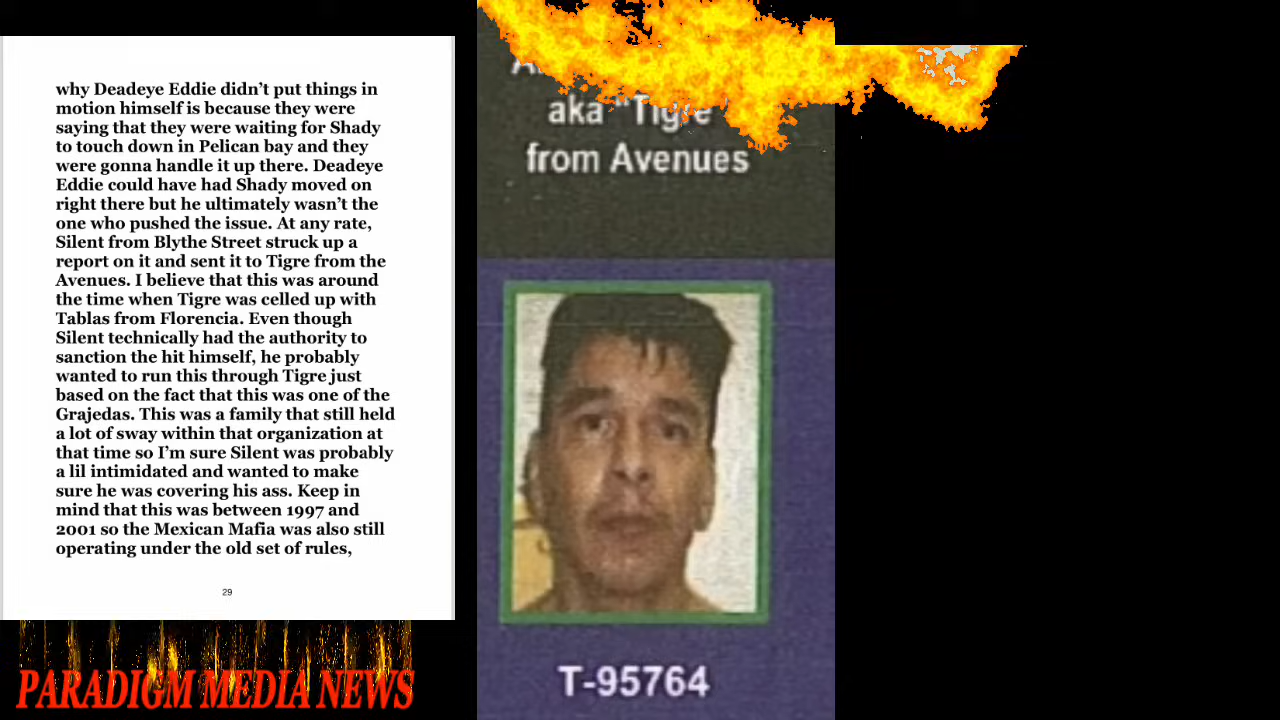 why Deadeye Eddie didn’t put things in
motion himself is because they were
saying that they were waiting for Shady
to touch down in Pelican bay and they
were gonna handle it up there. Deadeye
Eddie could have had Shady moved on
right there but he ultimately wasn’t the
one who pushed the issue. At any rate,
Silent from Blythe Street struck up a
report on it and sent it to Tigre from the
Avenues. I believe that this was around
the time when Tigre was celled up with
Tablas from Florencia. Even though
Silent technically had the authority to
sanction the hit himself, he probably
wanted to run this through Tigre just
based on the fact that this was one of the
Grajedas. This was a family that still held
a lot of sway within that organization at
that time so I’m sure Silent was probably
a lil intimidated and wanted to make
sure he was covering his ass. Keep in
mind that this was between 1997 and
2001 so the Mexican Mafia was also still
operating under the old set of rules,
29
PARADIGM MEDIA NEWS
aka “Tigre”
from Avenues
T-95764